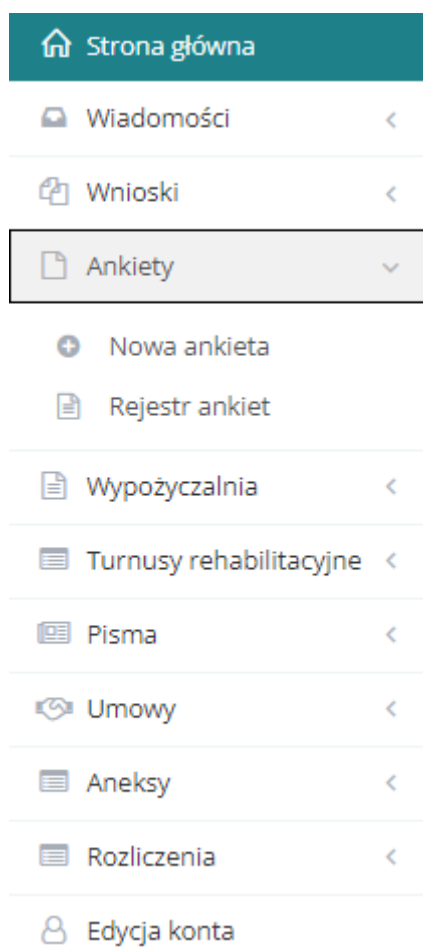 Strona główna
Wiadomości
Wnioski
Ankiety
Nowa ankieta
Rejestr ankiet
Wypożyczalnia
Turnusy rehabilitacyjne
Pisma
Umowy
Aneksy
Rozliczenia
Edycja konta